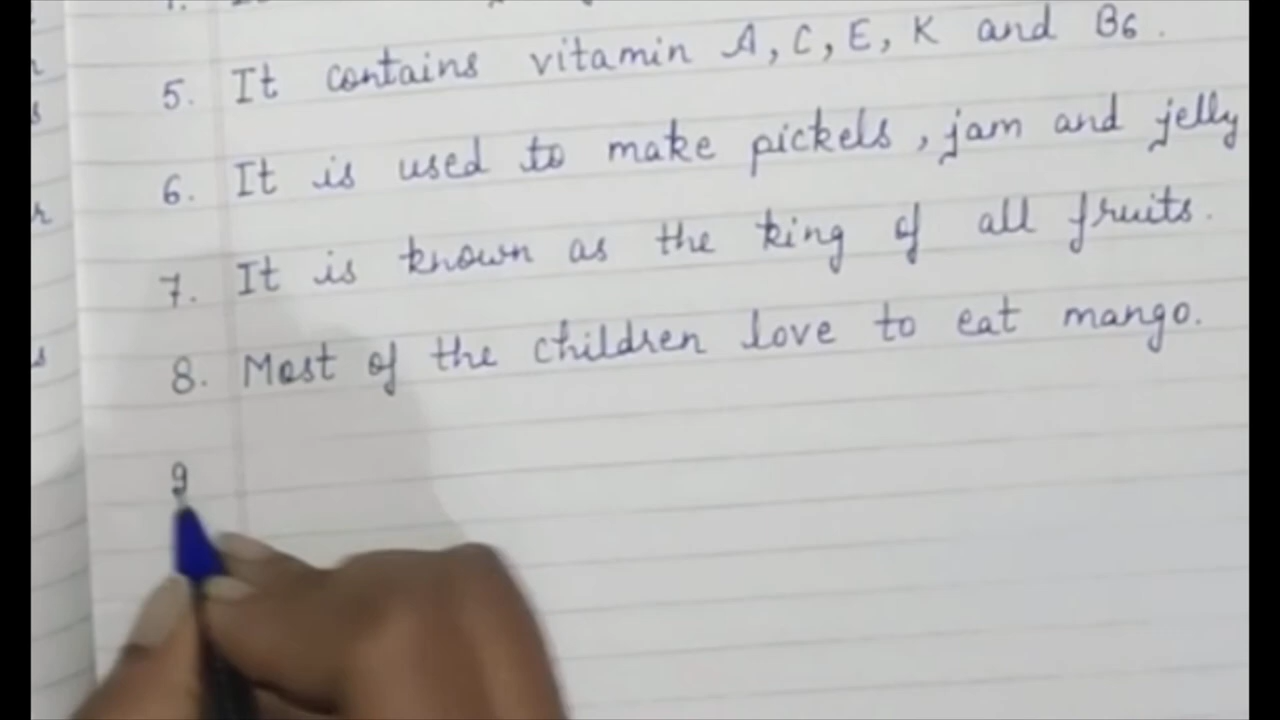 5. It contains vitamin A, C, E, K and B6.
6. It is used to make pickels, jam and jelly
7. It is known as the king of all fruits.
8. Most of the children love to eat mango.
9